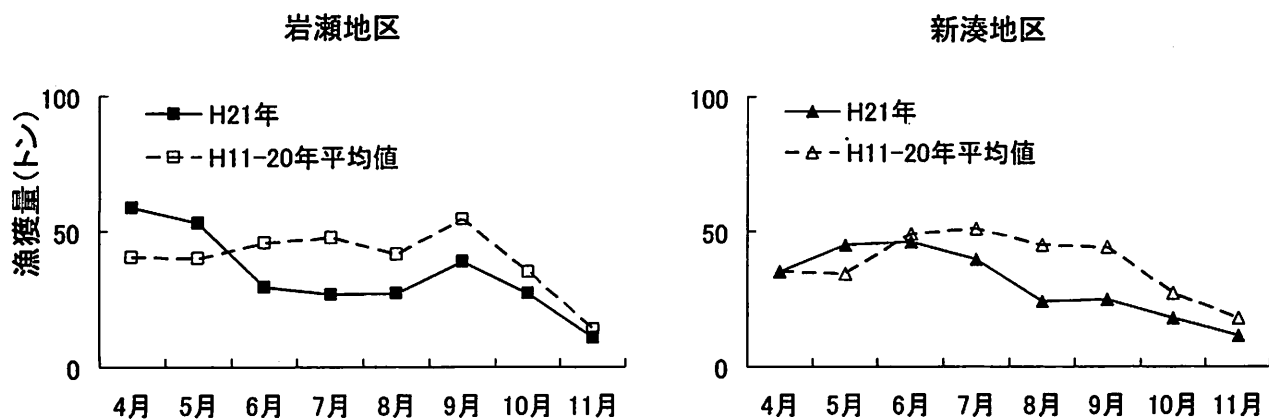 岩瀬地区
100
50
0
漁獲量(トン)
H21年
H11-20年平均値
4月 5月 6月 7月 8月 9月 10月 11月
新湊地区
100
50
0
H21年
H11-20年平均値
4月 5月 6月 7月 8月 9月 10月 11月